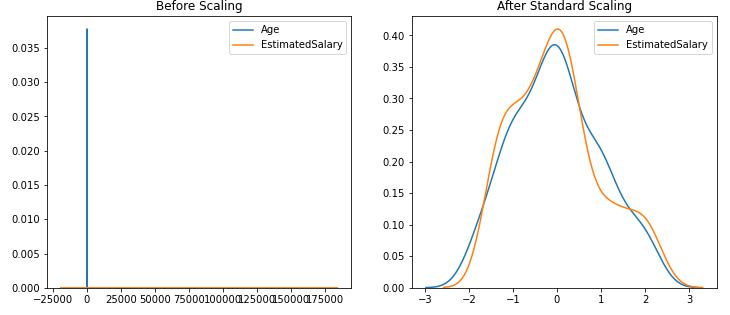 Before Scaling
After Standard Scaling
Age
EstimatedSalary
Age
EstimatedSalary
0.035
0.030
0.025
0.020
0.015
0.010
0.005
0.000
−25000 0 25000 50000 75000 100000 125000 150000 175000
0.40
0.35
0.30
0.25
0.20
0.15
0.10
0.05
0.00
−3 −2 −1 0 1 2 3